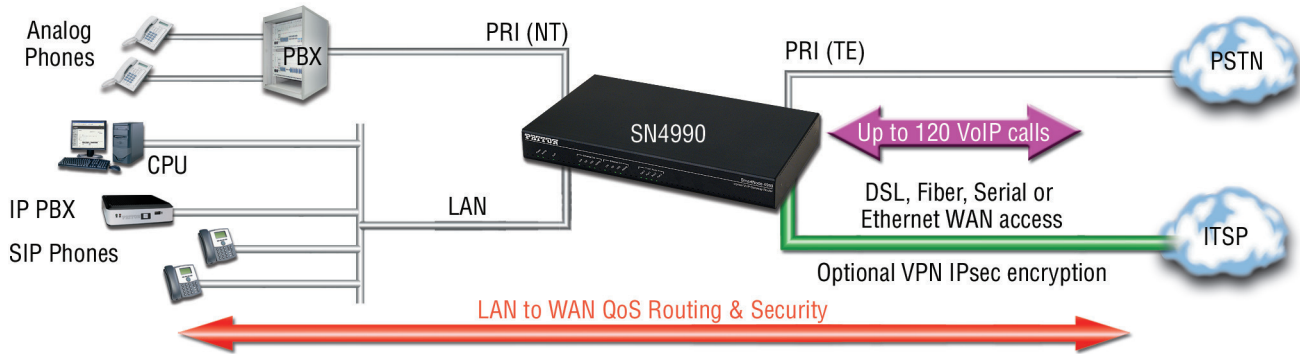 Analog
Phones
PBX
PRI (NT)
PRI (TE)
PSTN
SN4990
Up to 120 VoIP calls
PATTON
CPU
IP PBX
LAN
DSL, Fiber, Serial or
Ethernet WAN access
ITSP
SIP Phones
Optional VPN IPsec encryption
LAN to WAN QoS Routing & Security